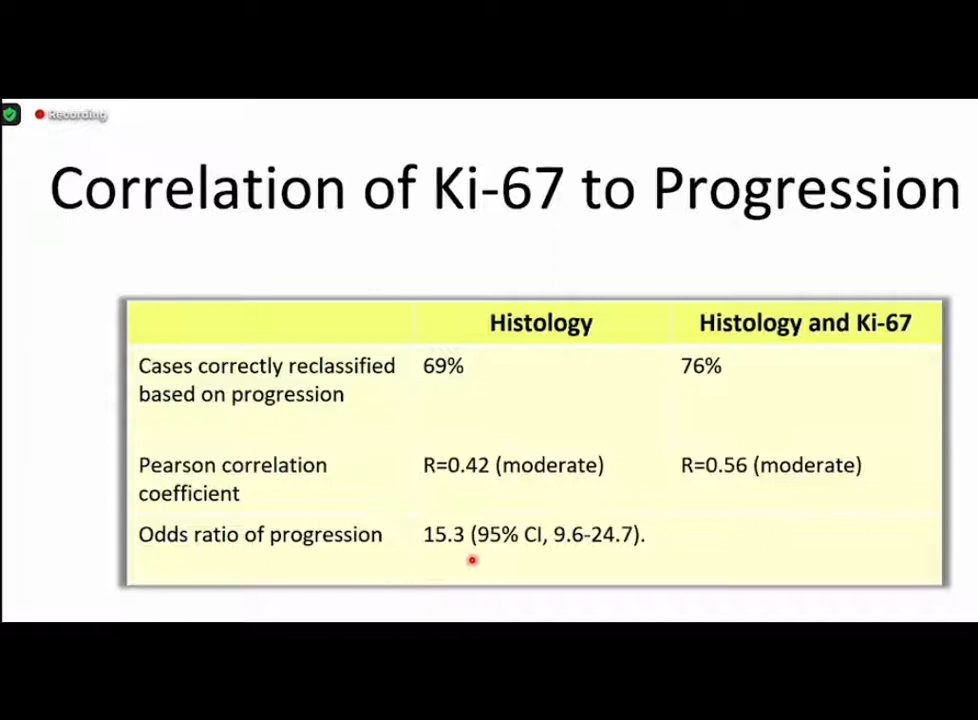 Recording
Correlation of Ki-67 to Progression
Histology
Histology and Ki-67
Cases correctly reclassified
based on progression
69%
76%
Pearson correlation
coefficient
R=0.42 (moderate)
R=0.56 (moderate)
Odds ratio of progression
15.3 (95% CI, 9.6-24.7).